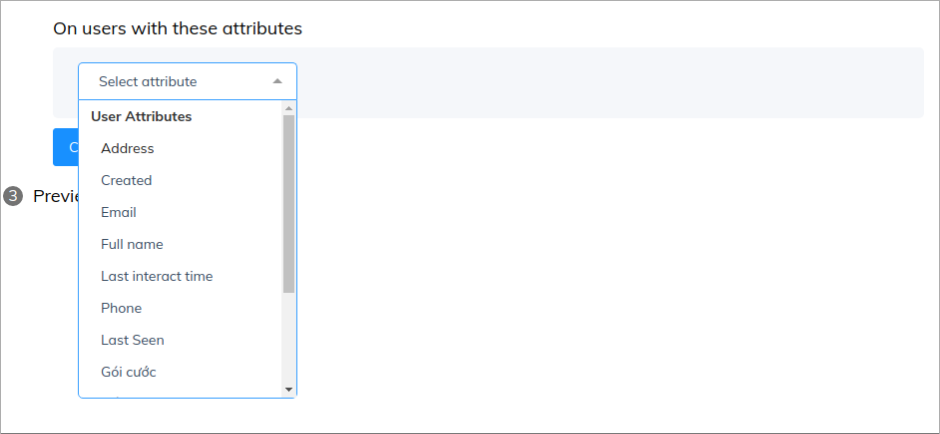 On users with these attributes
Select attribute
User Attributes
Address
Created
Email
Full name
Last interact time
Phone
Last Seen
Gói cước
3